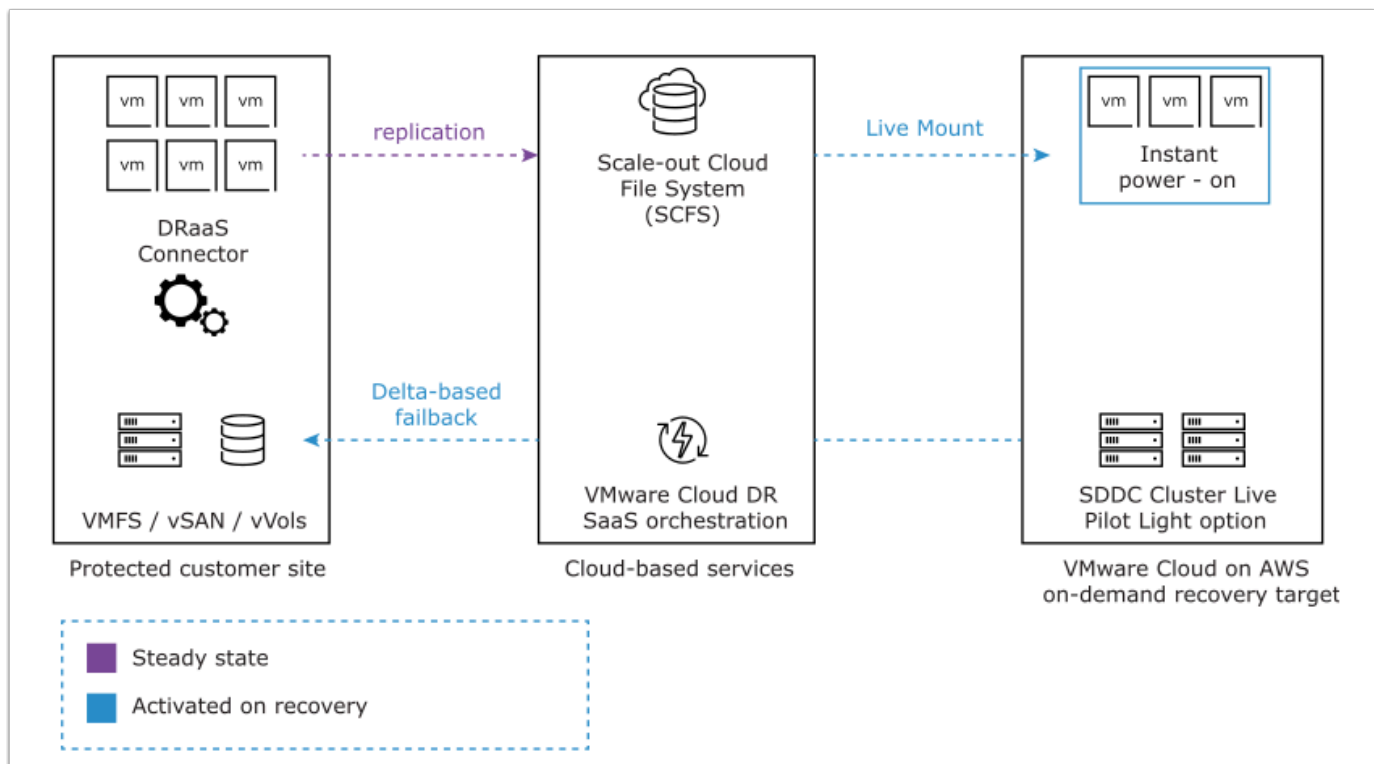 vm vm vm
vm vm vm
DRaaS
Connector
VMFS / vSAN / vVols
Protected customer site
replication
Delta-based
failback
Scale-out Cloud
File System
(SCFS)
VMware Cloud DR
SaaS orchestration
Cloud-based services
Live Mount
vm vm vm
Instant
power - on
SDDC Cluster Live
Pilot Light option
VMware Cloud on AWS
on-demand recovery target
Steady state
Activated on recovery